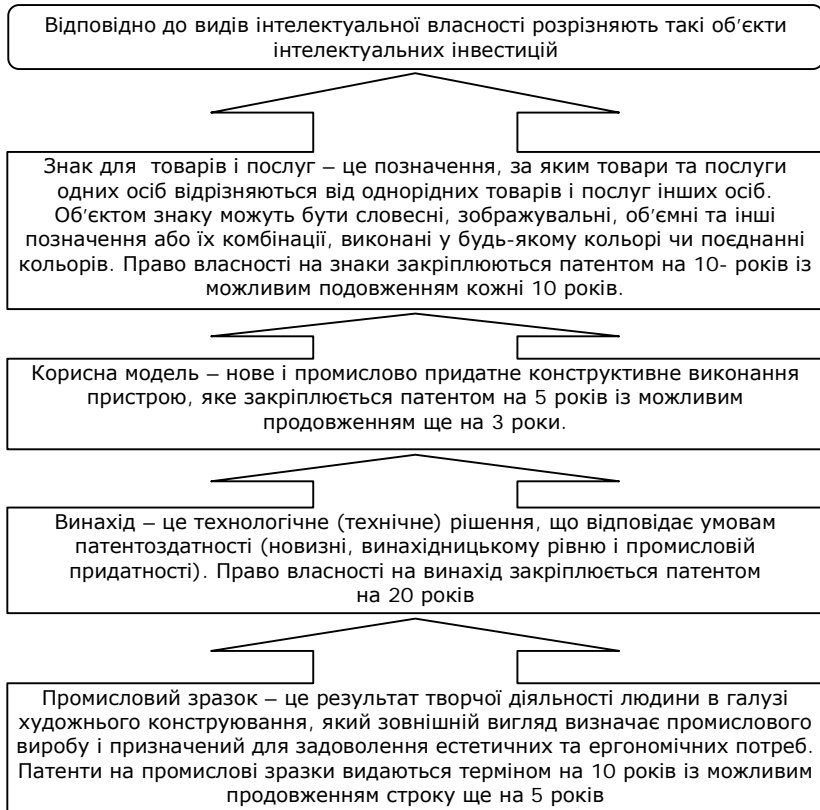 Відповідно до видів інтелектуальної власності розрізняють такі об’єкти
інтелектуальних інвестицій
Знак для товарів і послуг – це позначення, за яким товари та послуги
одних осіб відрізняються від однорідних товарів і послуг інших осіб.
Об’єктом знаку можуть бути словесні, зображувальні, об’ємні та інші
позначення або їх комбінації, виконані у будь-якому кольорі чи поєднанні
кольорів. Право власності на знаки закріплюються патентом на 10- років із
можливим подовженням кожні 10 років.
Корисна модель – нове і промислово придатне конструктивне виконання
пристрою, яке закріплюється патентом на 5 років із можливим
продовженням ще на 3 роки.
Винахід – це технологічне (технічне) рішення, що відповідає умовам
патентоздатності (новизні, винахідницькому рівню і промисловій
придатності). Право власності на винахід закріплюється патентом
на 20 років
Промисловий зразок – це результат творчої діяльності людини в галузі
художнього конструювання, який зовнішній вигляд визначає промислового
виробу і призначений для задоволення естетичних та ергономічних потреб.
Патенти на промислові зразки видаються терміном на 10 років із можливим
продовженням строку ще на 5 років